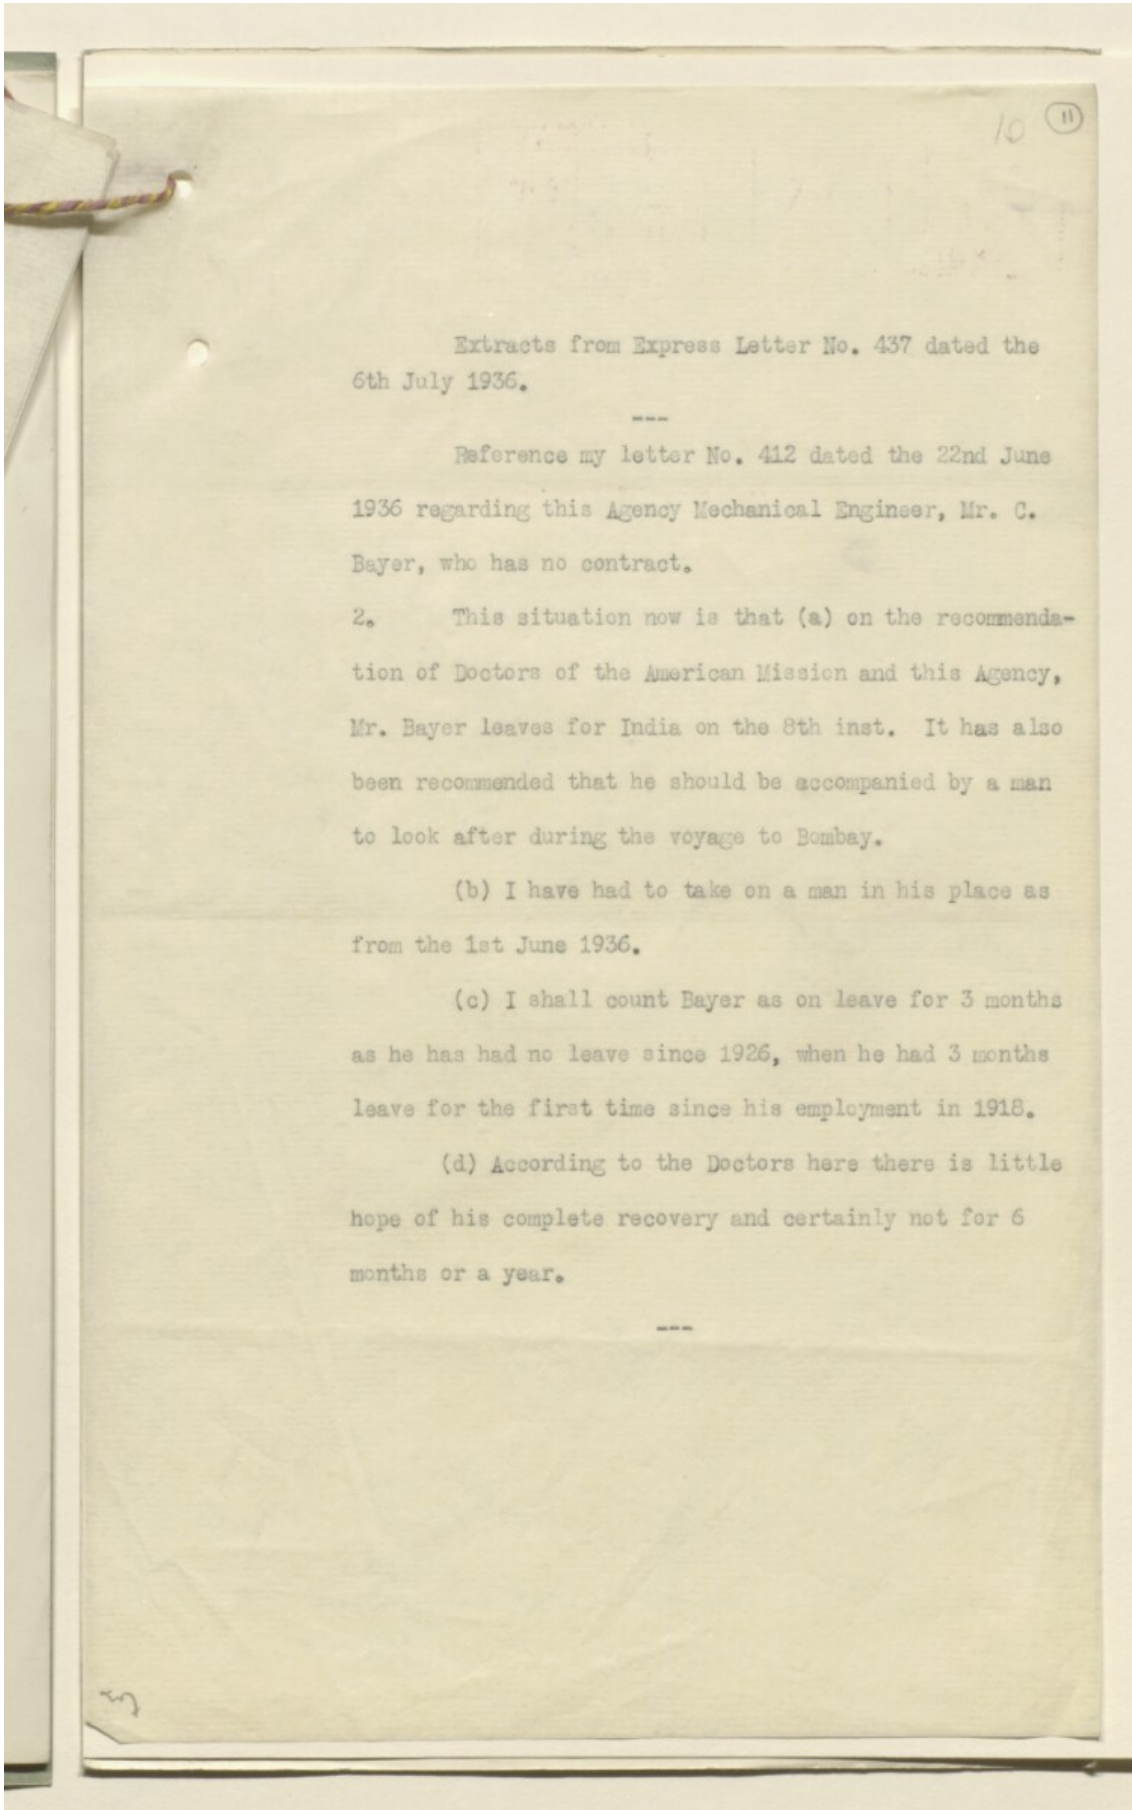 10 11
Extracts from Express Letter No. 437 dated the
6th July 1936.
---
Reference my letter No. 412 dated the 22nd June
1936 regarding this Agency Mechanical Engineer, Mr. C.
Bayer, who has no contract.
2. This situation now is that (a) on the recommenda-
tion of Doctors of the American Mission and this Agency,
Mr. Bayer leaves for India on the 8th inst. It has also
been recommended that he should be accompanied by a man
to look after during the voyage to Bombay.
(b) I have had to take on a man in his place as
from the 1st June 1936.
(c) I shall count Bayer as on leave for 3 months
as he has had no leave since 1926, when he had 3 months
leave for the first time since his employment in 1918.
(d) According to the Doctors here there is little
hope of his complete recovery and certainly not for 6
months or a year.
---